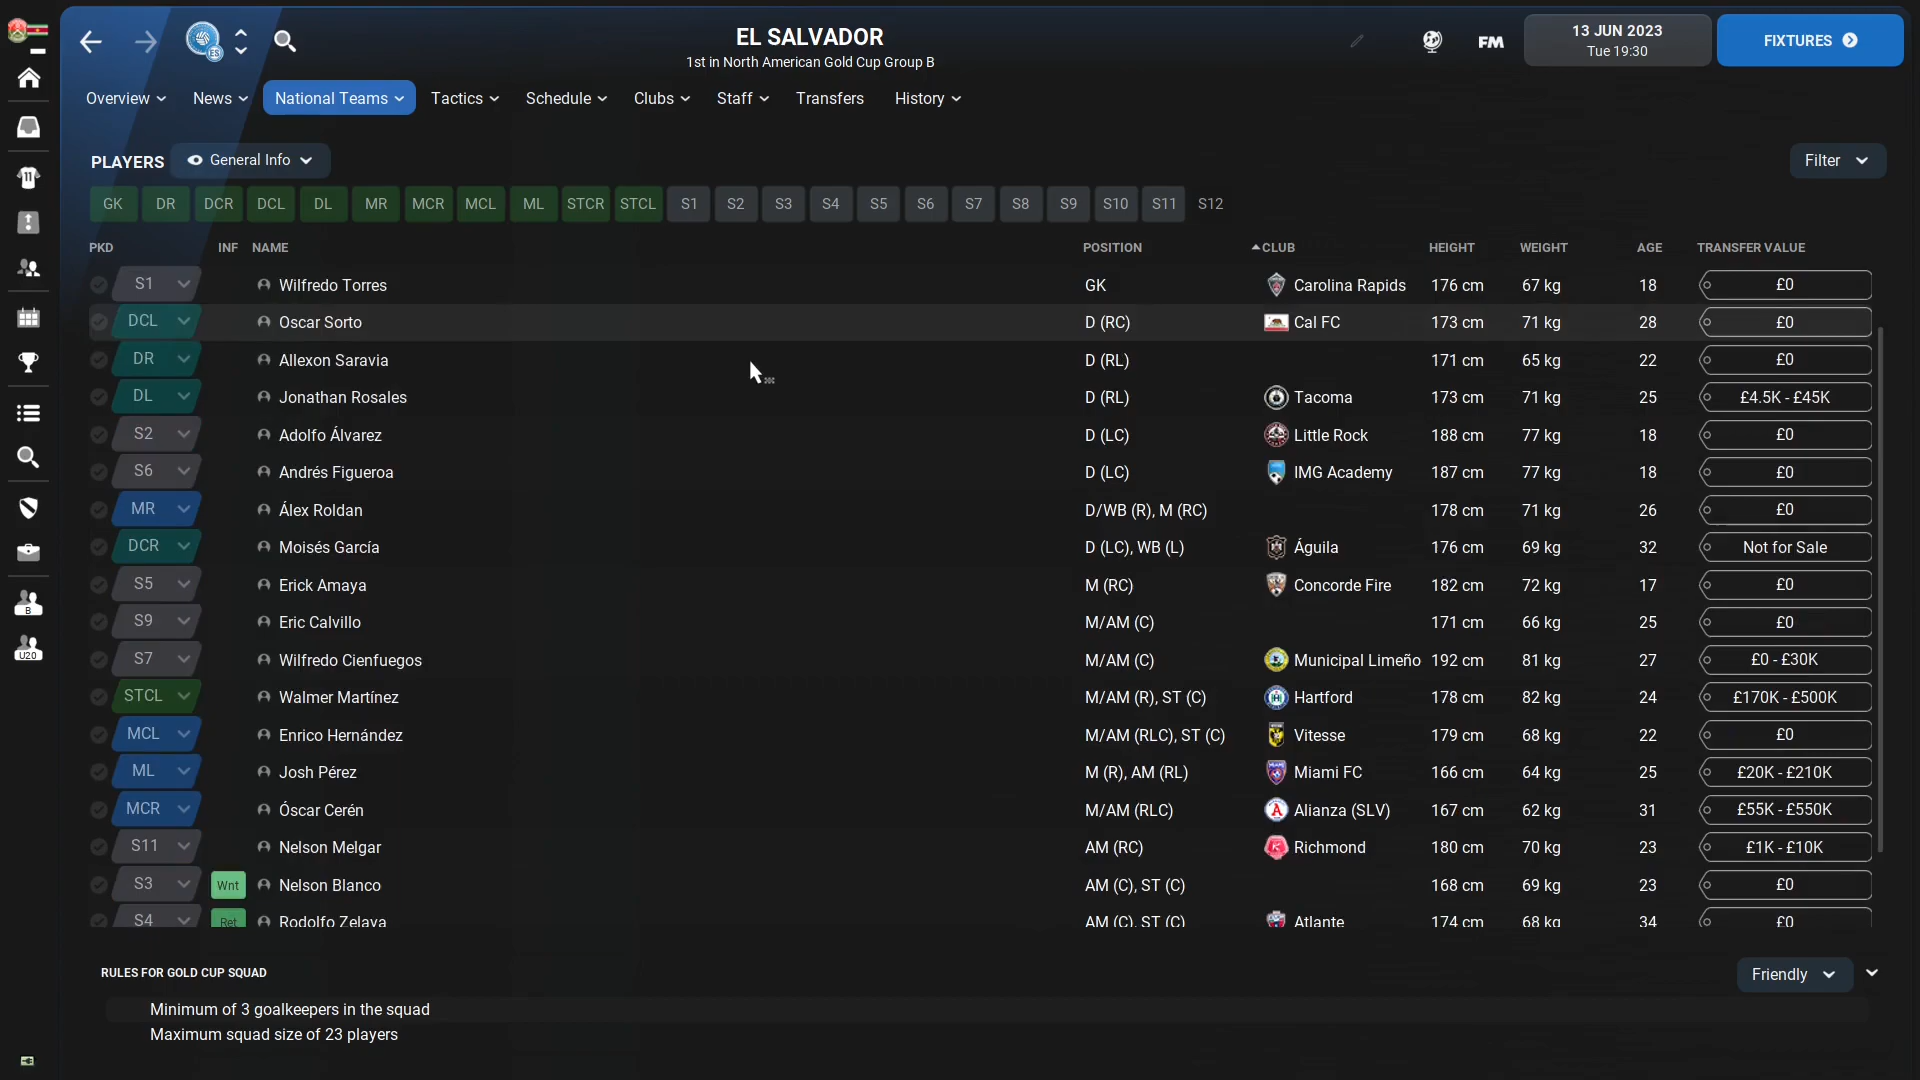 EL SALVADOR
1st in North American Gold Cup Group B
FM
13 JUN 2023
Tue 19:30
FIXTURES
Overview News National Teams Tactics Schedule Clubs Staff Transfers History
PLAYERS General Info Filter
GK DR DCR DCL DL MR MCR MCL ML STCR STCL S1 S2 S3 S4 S5 S6 S7 S8 S9 S10 S11 S12
PKD INF NAME POSITION CLUB HEIGHT WEIGHT AGE TRANSFER VALUE
S1 Wilfredo Torres GK Carolina Rapids 176 cm 67 kg 18 £0
DCL Oscar Sorto D (RC) Cal FC 173 cm 71 kg 28 £0
DR Allexon Saravia D (RL) 171 cm 65 kg 22 £0
DL Jonathan Rosales D (RL) Tacoma 173 cm 71 kg 25 £4.5K - £45K
S2 Adolfo Álvarez D (LC) Little Rock 188 cm 77 kg 18 £0
S6 Andrés Figueroa D (LC) IMG Academy 187 cm 77 kg 18 £0
MR Álex Roldan D/WB (R), M (RC) 178 cm 71 kg 26 £0
DCR Moisés García D (LC), WB (L) Águila 176 cm 69 kg 32 Not for Sale
S5 Erick Amaya M (RC) Concorde Fire 182 cm 72 kg 17 £0
S9 Eric Calvillo M/AM (C) 171 cm 66 kg 25 £0
S7 Wilfredo Cienfuegos M/AM (C) Municipal Limeño 192 cm 81 kg 27 £0 - £30K
STCL Walmer Martínez M/AM (R), ST (C) Hartford 178 cm 82 kg 24 £170K - £500K
MCL Enrico Hernández M/AM (RLC), ST (C) Vitesse 179 cm 68 kg 22 £0
ML Josh Pérez M (R), AM (RL) Miami FC 166 cm 64 kg 25 £20K - £210K
MCR Óscar Cerén M/AM (RLC) Alianza (SLV) 167 cm 62 kg 31 £55K - £550K
S11 Nelson Melgar AM (RC) Richmond 180 cm 70 kg 23 £1K - £10K
S3 Wnt Nelson Blanco AM (C), ST (C) 168 cm 69 kg 23 £0
S4 Ret Rodolfo Zelaya AM (C), ST (C) Atlante 174 cm 68 kg 34 £0
B
U20
RULES FOR GOLD CUP SQUAD Friendly
Minimum of 3 goalkeepers in the squad
Maximum squad size of 23 players